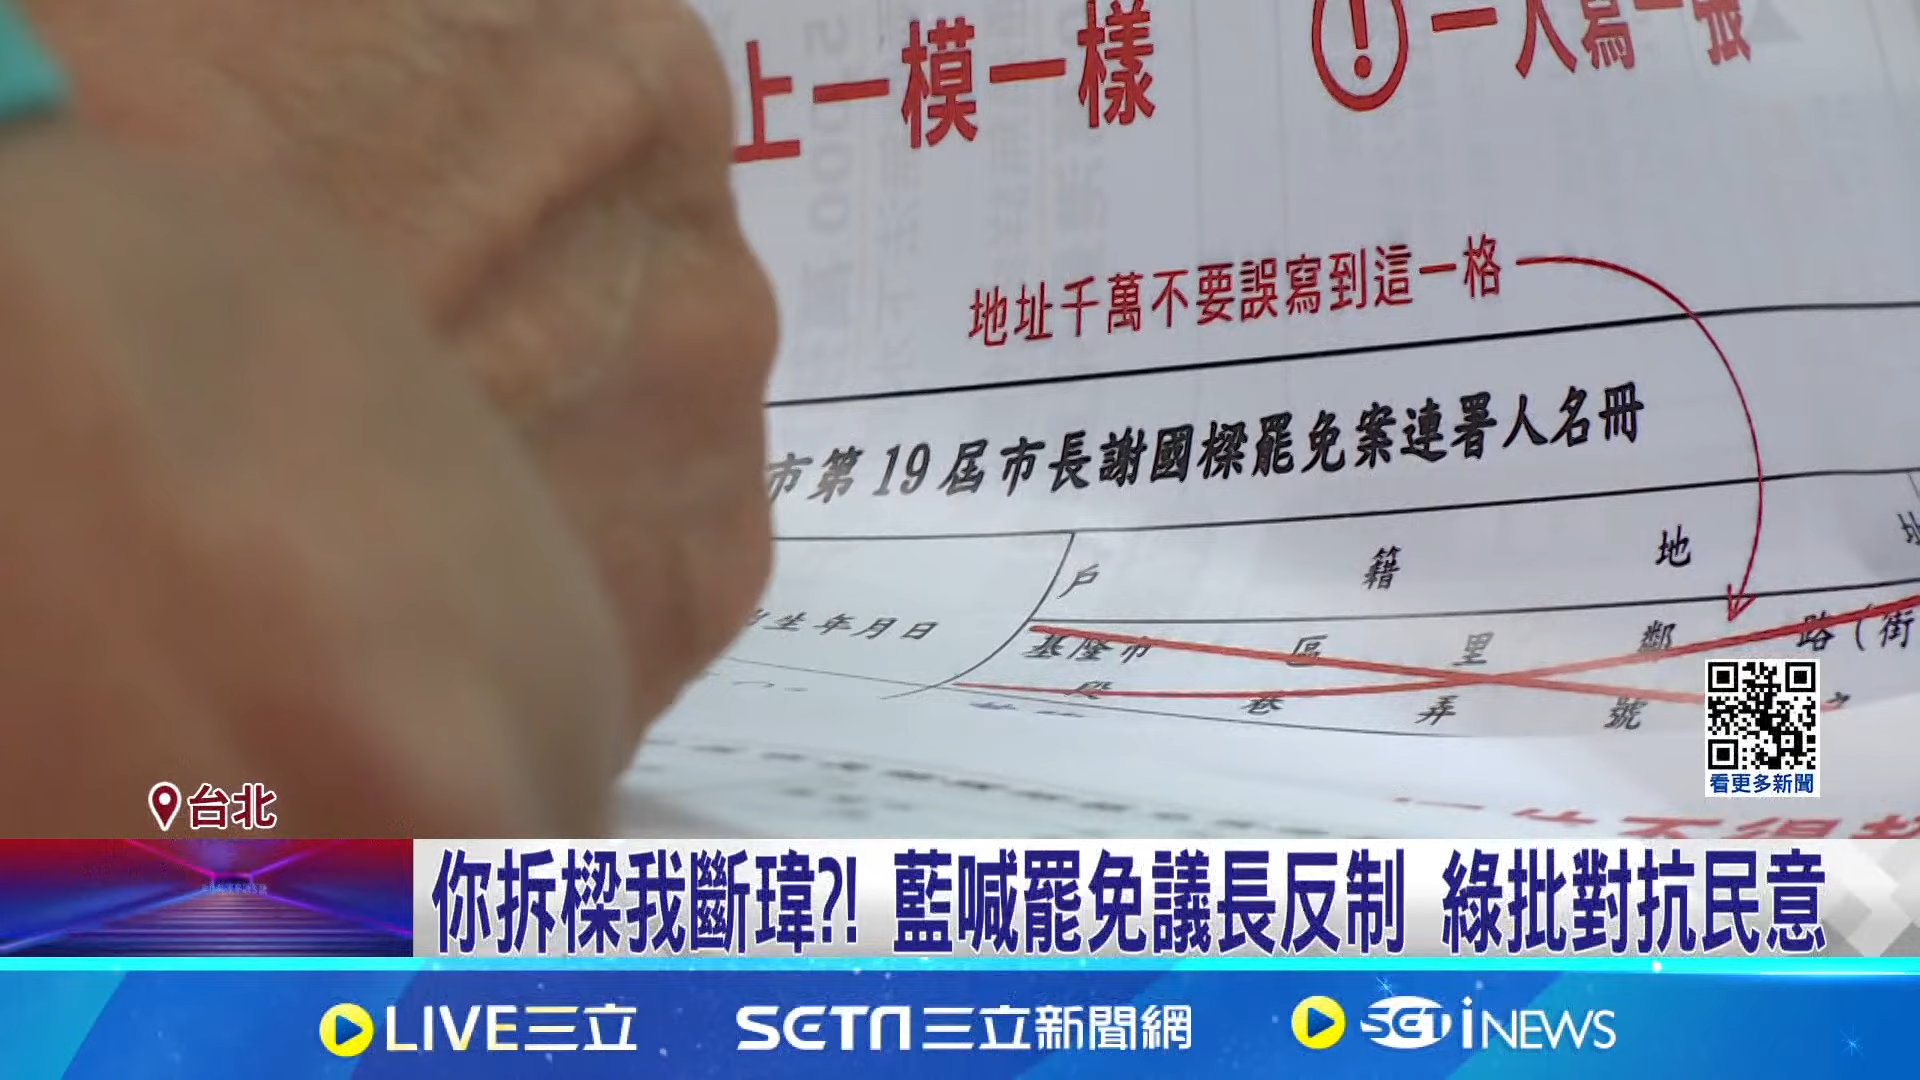 上一模一樣
一人寫一張
地址千萬不要誤寫到這一格
市第19屆市長謝國樑罷免案連署人名冊
戶 籍 地 址
生年月日
基隆市 區 里 鄰 路(街
段 巷 弄 號
看更多新聞
台北
你拆樑我斷瑋?! 藍喊罷免議長反制 綠批對抗民意
LIVE三立
SETN三立新聞網
SETiNEWS